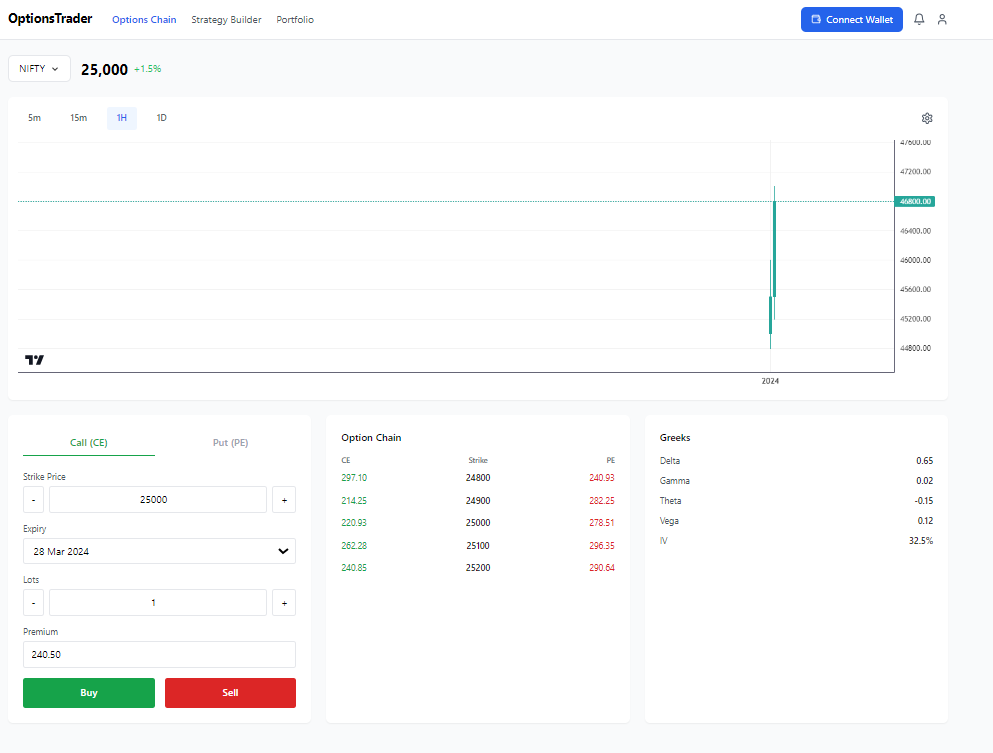 OptionsTrader Options Chain Strategy Builder Portfolio Connect Wallet
NIFTY 25,000 +1.5%
5m 15m 1H 1D
47600.00
47200.00
46800.00
46400.00
46000.00
45600.00
45200.00
44800.00
2024
Call (CE) Put (PE)
Strike Price
- 25000 +
Expiry
28 Mar 2024
Lots
- 1 +
Premium
240.50
Buy Sell
Option Chain
CE Strike PE
297.10 24800 240.93
214.25 24900 282.25
220.93 25000 278.51
262.28 25100 296.35
240.85 25200 290.64
Greeks
Delta 0.65
Gamma 0.02
Theta -0.15
Vega 0.12
IV 32.5%